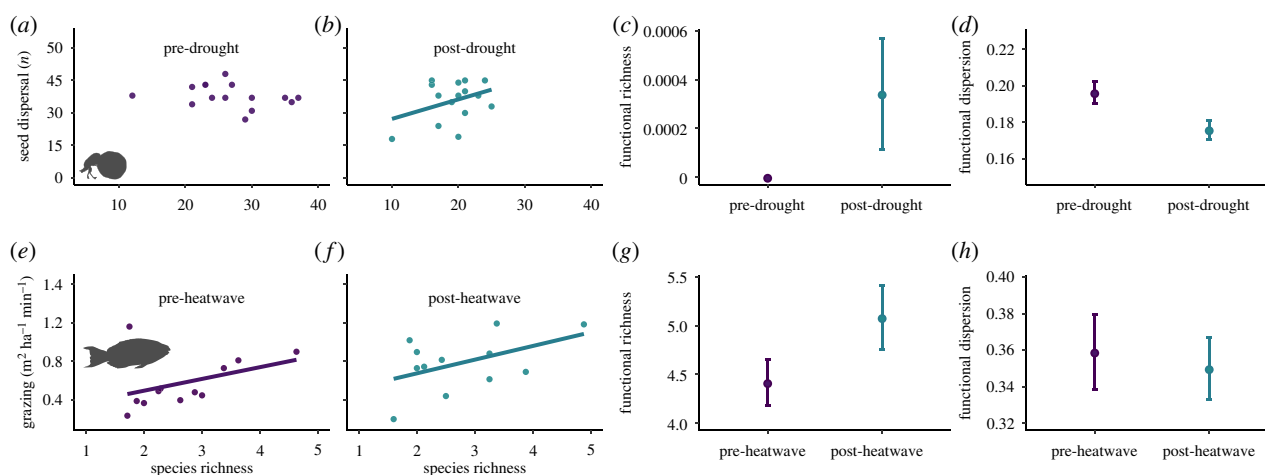 (a)
(b)
(c)
(d)
pre-drought
post-drought
seed dispersal (n)
50
45
30
15
0
10 20 30 40
10 20 30 40
functional richness
0.0006
0.0004
0.0002
0
pre-drought post-drought
functional dispersion
0.22
0.20
0.18
0.16
pre-drought post-drought
(e)
(f)
(g)
(h)
pre-heatwave
post-heatwave
grazing (m² ha⁻¹ min⁻¹)
1.4
1.2
0.8
0.4
1 2 3 4 5
species richness
1 2 3 4 5
species richness
functional richness
5.5
5.0
4.5
4.0
pre-heatwave post-heatwave
functional dispersion
0.40
0.38
0.36
0.34
0.32
pre-heatwave post-heatwave